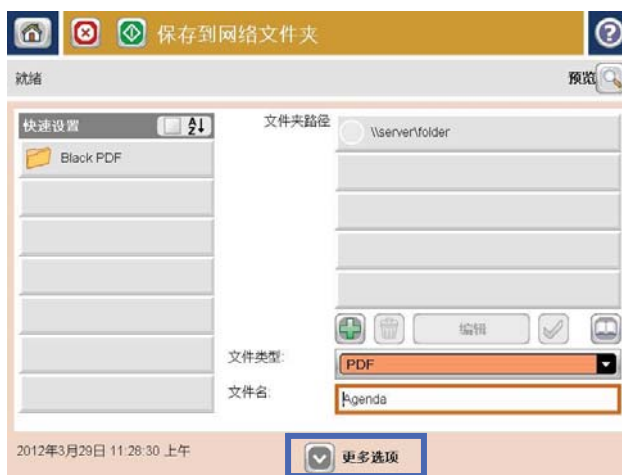 保存到网络文件夹
就绪
预览
快速设置
文件夹路径
\\server\folder
Black PDF
编辑
文件类型:
PDF
文件名:
Agenda
2012年3月29日 11:28:30 上午
更多选项